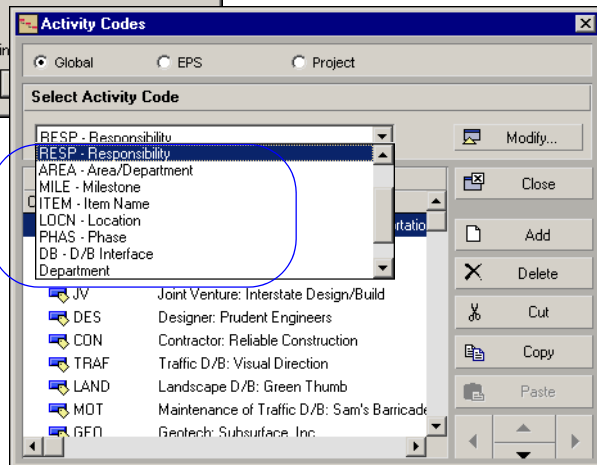 in
Activity Codes
Global EPS Project
Select Activity Code
RESP - Responsibility
Modify...
RESP - Responsibility
AREA - Area/Department
MILE - Milestone
ITEM - Item Name
LOCN - Location
PHAS - Phase
DB - D/B Interface
Department
Close
Add
Delete
Cut
Copy
Paste
JV Joint Venture: Interstate Design/Build
DES Designer: Prudent Engineers
CON Contractor: Reliable Construction
TRAF Traffic D/B: Visual Direction
LAND Landscape D/B: Green Thumb
MOT Maintenance of Traffic D/B: Sam's Barricade
GEO Geotech: Subsurface, Inc.